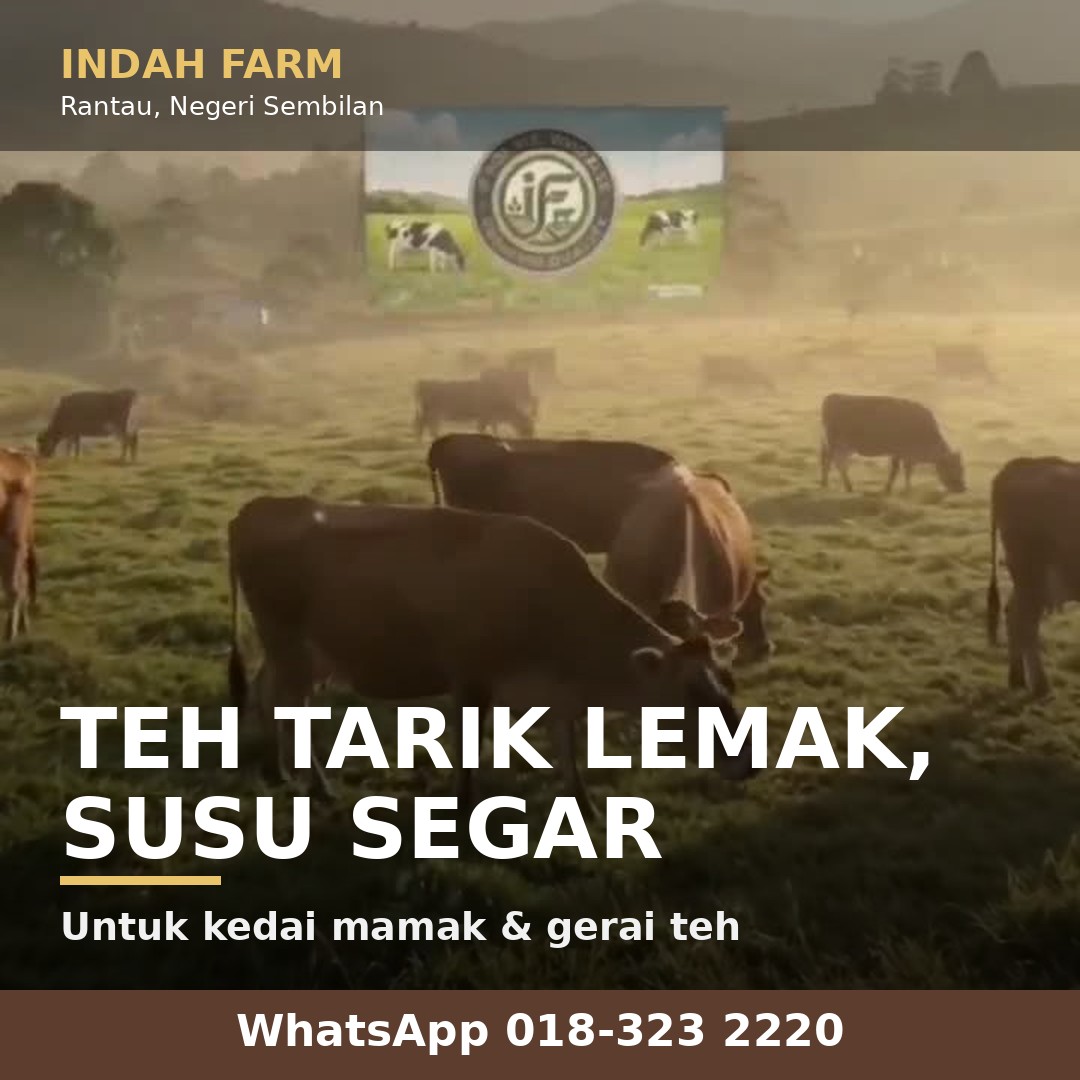 INDAH FARM
Rantau, Negeri Sembilan
iF
TEH TARIK LEMAK,
SUSU SEGAR
Untuk kedai mamak & gerai teh
WhatsApp 018-323 2220